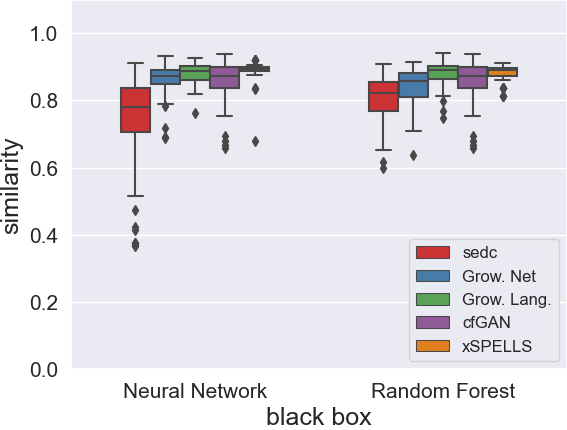 1.0
0.8
0.6
0.4
0.2
0.0
similarity
sedc
Grow. Net
Grow. Lang.
cfGAN
xSPELLS
Neural Network
Random Forest
black box